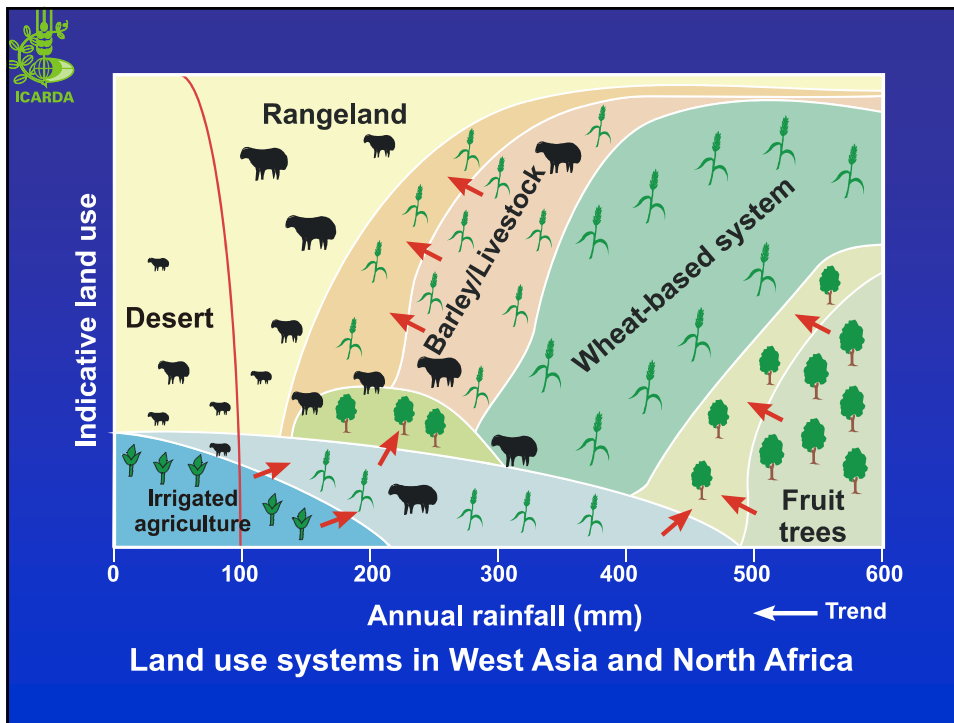 ICARDA
Rangeland
Desert
Barley/Livestock
Wheat-based system
Irrigated
agriculture
Fruit
trees
Indicative land use
0 100 200 300 400 500 600
Annual rainfall (mm)
Trend
Land use systems in West Asia and North Africa